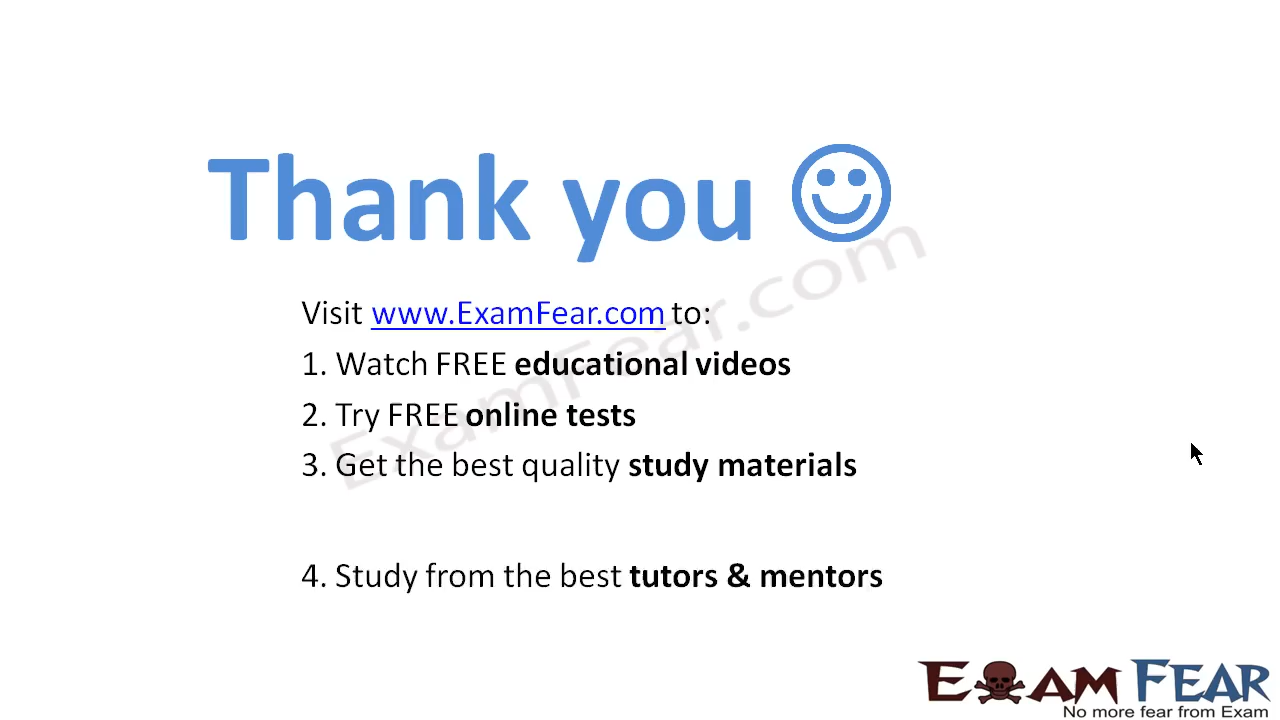 Thank you
Visit www.ExamFear.com to:
1. Watch FREE educational videos
2. Try FREE online tests
3. Get the best quality study materials
4. Study from the best tutors & mentors
ExamFear.com
EXAM FEAR
No more fear from Exam